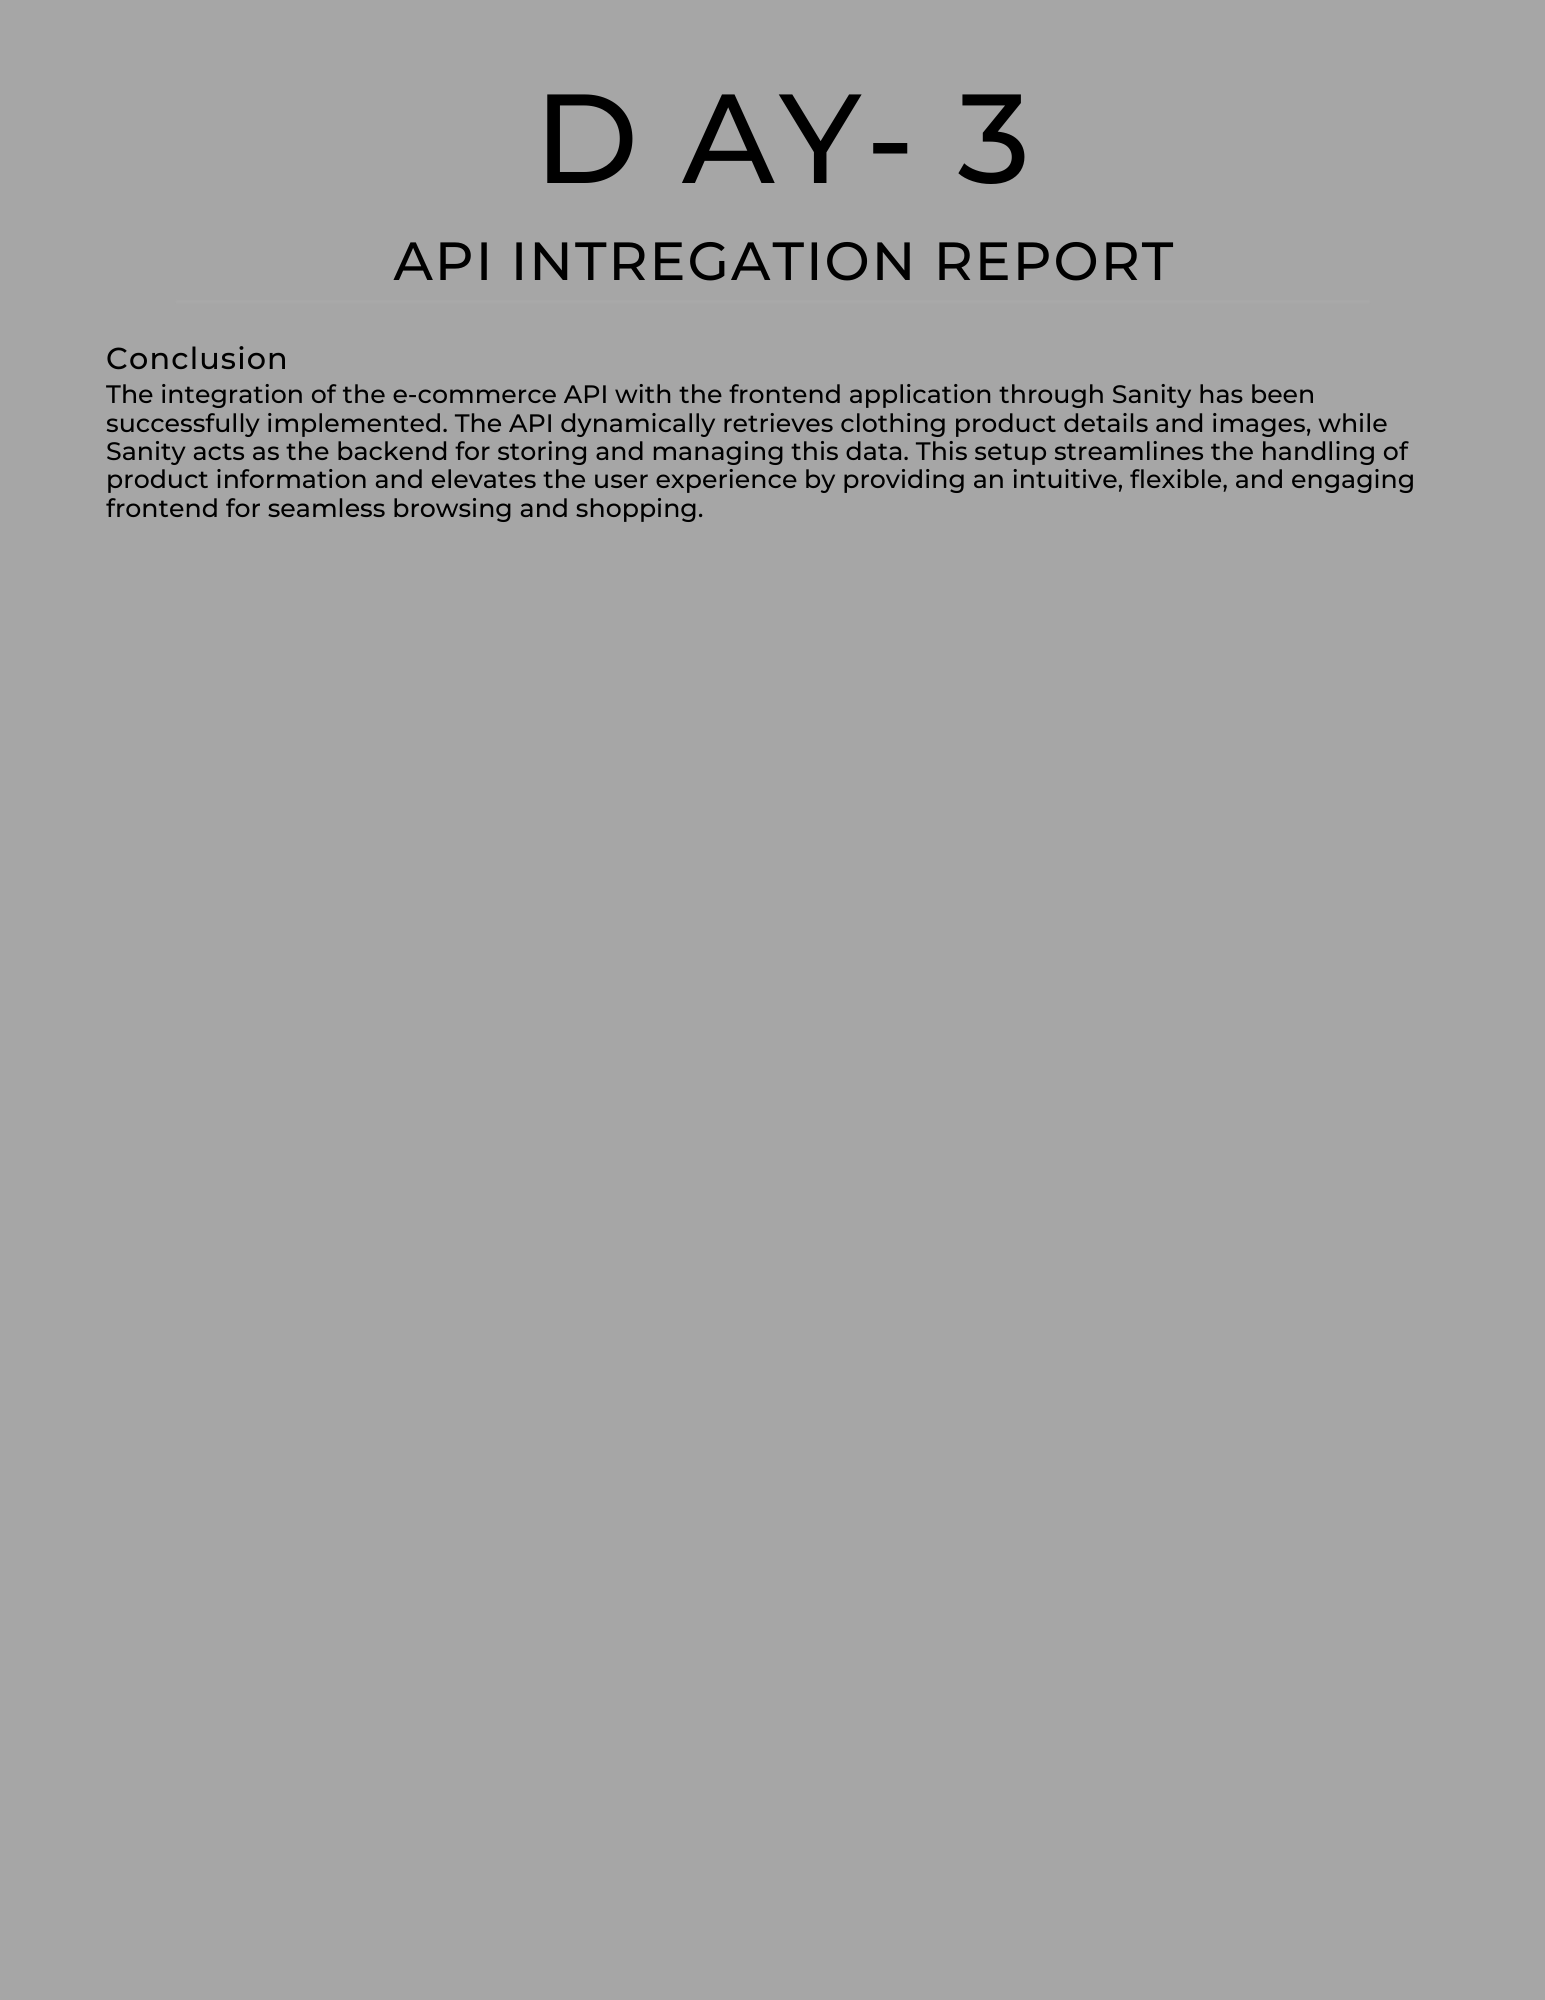 D AY- 3
API INTREGATION REPORT
Conclusion
The integration of the e-commerce API with the frontend application through Sanity has been
successfully implemented. The API dynamically retrieves clothing product details and images, while
Sanity acts as the backend for storing and managing this data. This setup streamlines the handling of
product information and elevates the user experience by providing an intuitive, flexible, and engaging
frontend for seamless browsing and shopping.